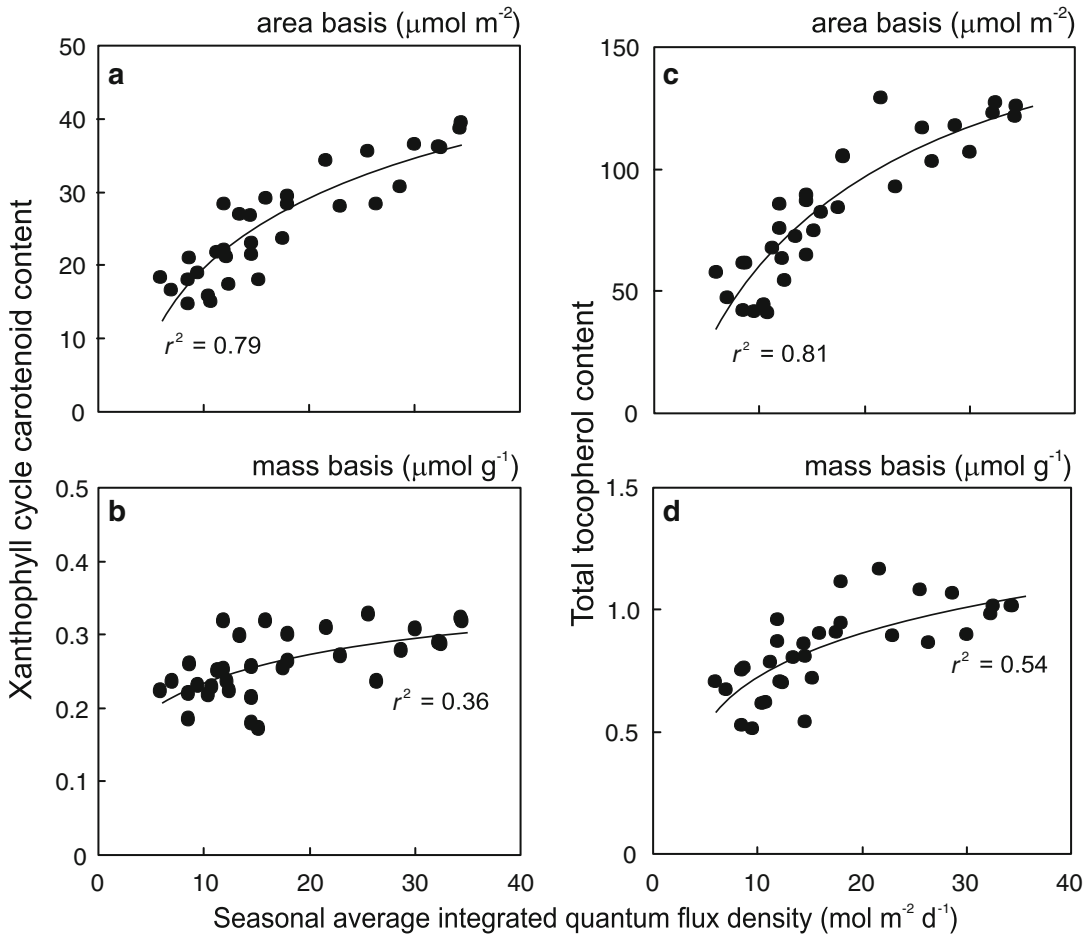 area basis (μmol m⁻²)
50
40
30
20
10
0
a
r² = 0.79
area basis (μmol m⁻²)
150
100
50
0
c
r² = 0.81
Xanthophyll cycle carotenoid content
Total tocopherol content
mass basis (μmol g⁻¹)
0.5
0.4
0.3
0.2
0.1
0
b
r² = 0.36
0 10 20 30 40
mass basis (μmol g⁻¹)
1.5
1.0
0.5
0
d
r² = 0.54
0 10 20 30 40
Seasonal average integrated quantum flux density (mol m⁻² d⁻¹)